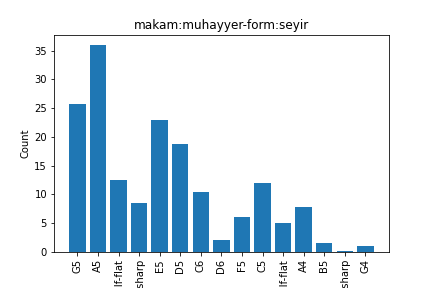 makam:muhayyer-form:seyir
Count
35
30
25
20
15
10
5
0
G5
A5
lf-flat
sharp
E5
D5
C6
D6
F5
C5
lf-flat
A4
B5
sharp
G4